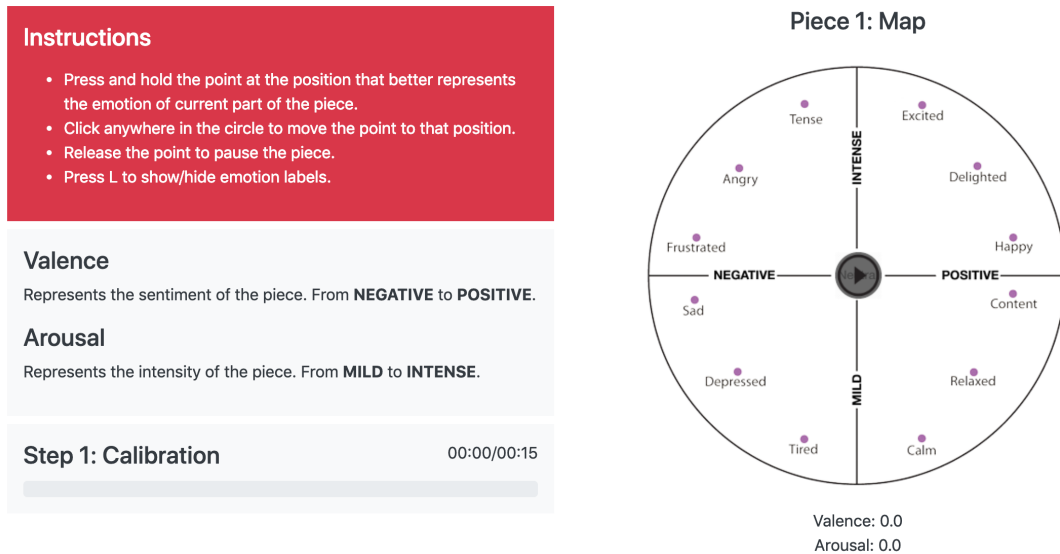 Instructions
• Press and hold the point at the position that better represents
the emotion of current part of the piece.
• Click anywhere in the circle to move the point to that position.
• Release the point to pause the piece.
• Press L to show/hide emotion labels.
Valence
Represents the sentiment of the piece. From NEGATIVE to POSITIVE.
Arousal
Represents the intensity of the piece. From MILD to INTENSE.
Step 1: Calibration 00:00/00:15
Piece 1: Map
Tense
Excited
INTENSE
Angry
Delighted
Frustrated
Happy
NEGATIVE
POSITIVE
Sad
Content
Depressed
MILD
Relaxed
Tired
Calm
Valence: 0.0
Arousal: 0.0